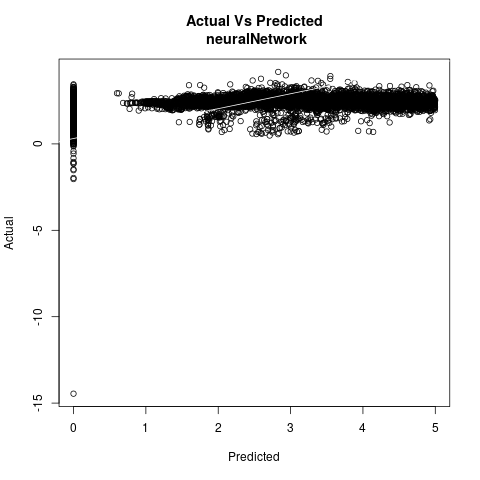 Actual Vs Predicted
neuralNetwork
Actual
0
-5
-10
-15
0 1 2 3 4 5
Predicted